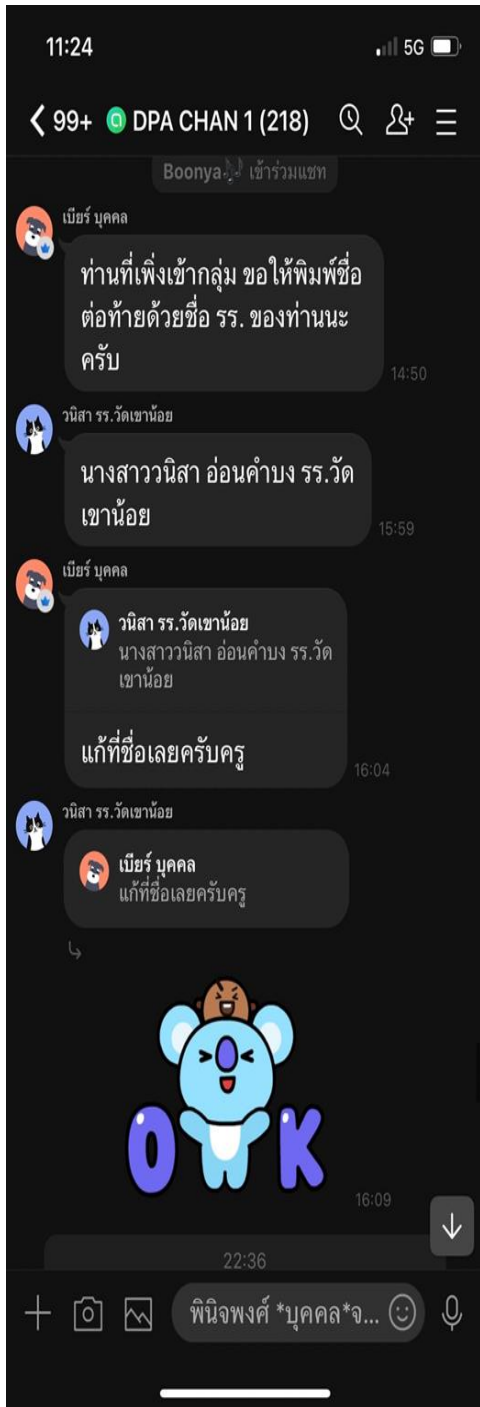 11:24
5G
99+ DPA CHAN 1 (218)
Boonya🎶 เข้าร่วมแชท
เบียร์ บุคคล
ท่านที่เพิ่งเข้ากลุ่ม ขอให้พิมพ์ชื่อ
ต่อท้ายด้วยชื่อ รร. ของท่านนะ
ครับ
14:50
วนิสา รร.วัดเขาน้อย
นางสาววนิสา อ่อนคำบง รร.วัด
เขาน้อย
15:59
เบียร์ บุคคล
วนิสา รร.วัดเขาน้อย
นางสาววนิสา อ่อนคำบง รร.วัด
เขาน้อย
แก้ที่ชื่อเลยครับครู
16:04
วนิสา รร.วัดเขาน้อย
เบียร์ บุคคล
แก้ที่ชื่อเลยครับครู
OK
16:09
22:36
พินิจพงศ์ *บุคคล*จ...